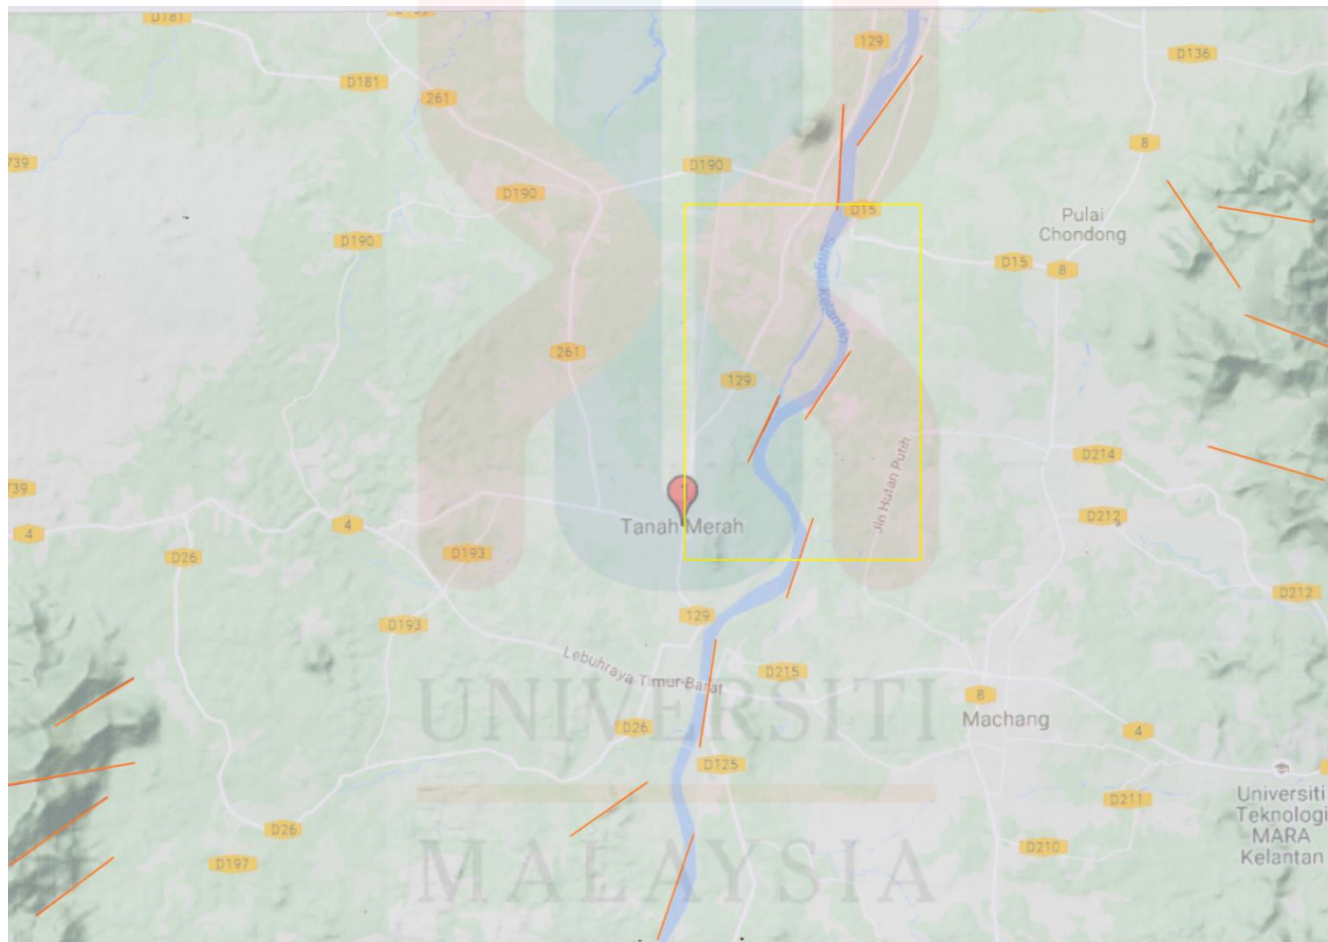 D181
129
D136
D181
261
8
739
D190
D190
D15
Pulai
Chondong
D190
D15
8
Sungai Kelantan
261
129
Jln Hutan Putih
D214
739
Tanah Merah
D212
4
4
D193
D26
D212
129
D193
Lebuhraya Timur-Barat
D215
UNIVERSITI
8
Machang
D26
4
D125
Universiti
Teknologi
MARA
Kelantan
D211
D26
D210
D197
MALAYSIA